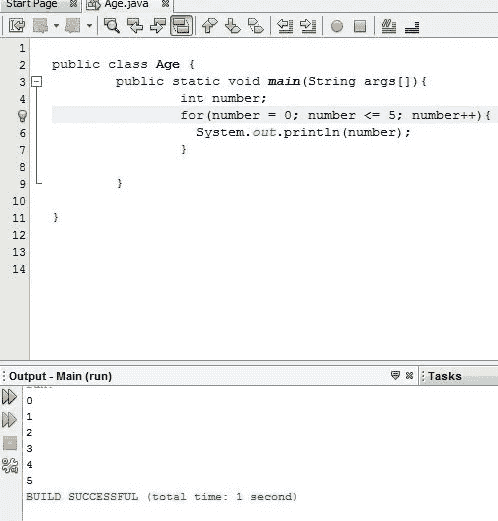 Start Page
Age.java
1
2 public class Age {
3 public static void main(String args[]){
4 int number;
for(number = 0; number <= 5; number++){
6 System.out.println(number);
7 }
8
9 }
10
11 }
12
13
14
Output - Main (run)
Tasks
0
1
2
3
4
5
BUILD SUCCESSFUL (total time: 1 second)